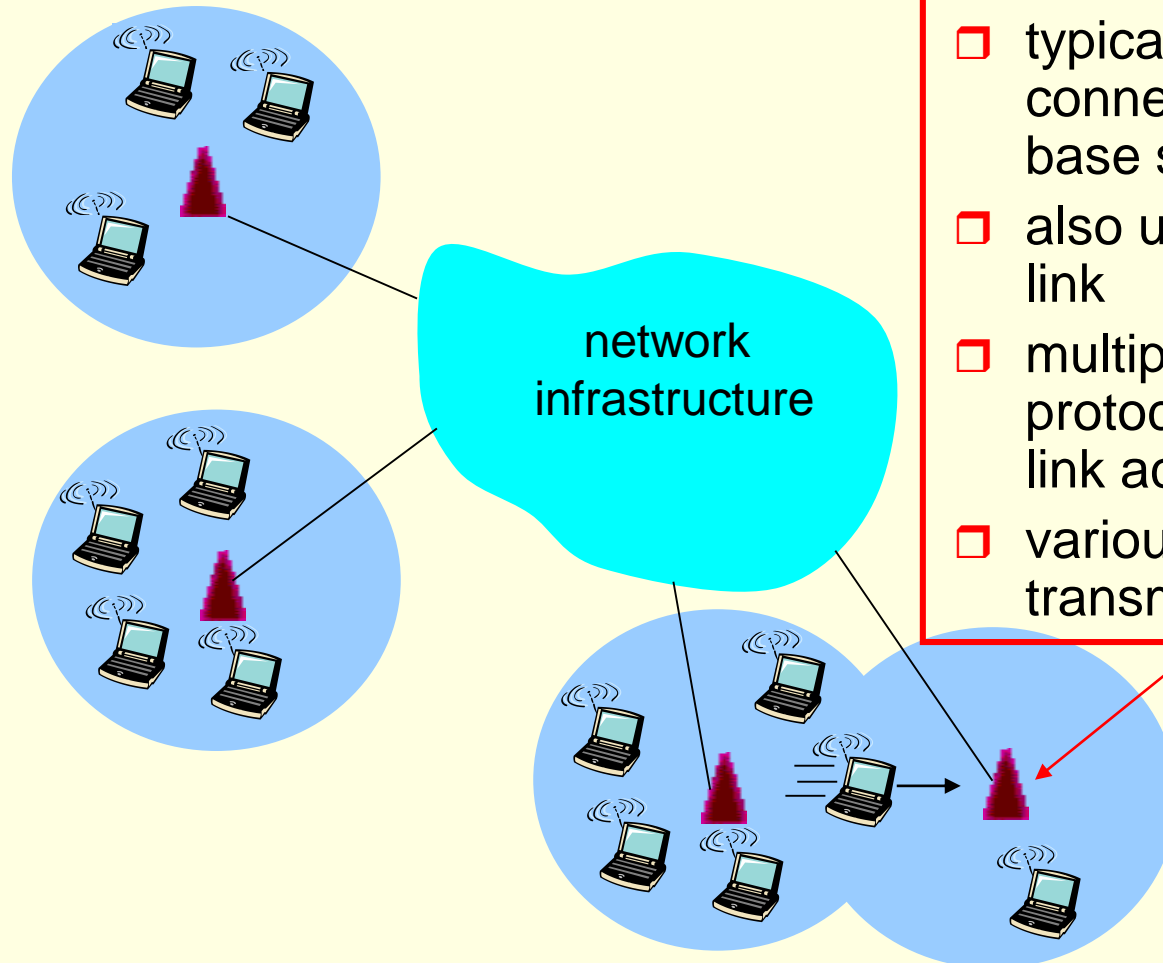 network
infrastructure
typica
conne
base s
also u
link
multip
protoc
link ac
variou
transm